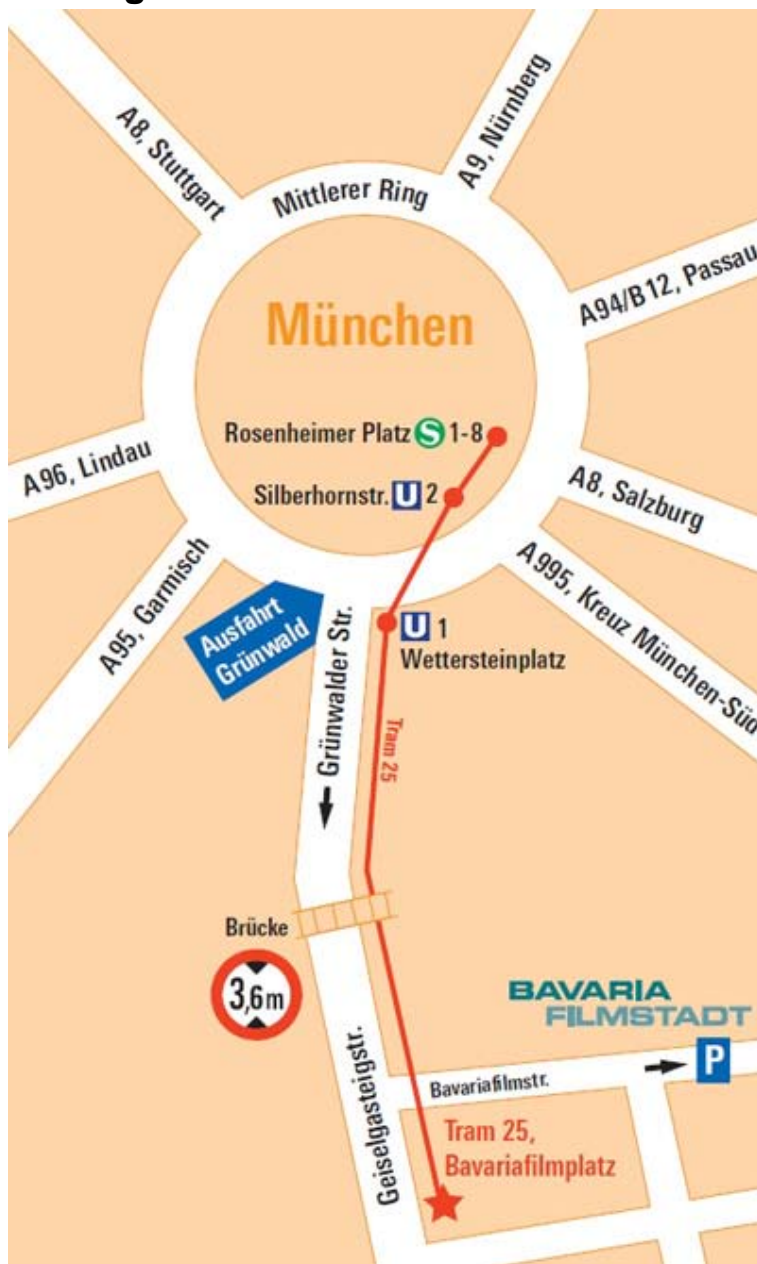 A8, Stuttgart
A9, Nürnberg
Mittlerer Ring
A94/B12, Passau
München
Rosenheimer Platz S 1-8
A96, Lindau
Silberhornstr. U 2
A8, Salzburg
A95, Garmisch
A995, Kreuz München-Süd
Ausfahrt
Grünwald
U 1
Wettersteinplatz
Grünwalder Str.
Tram 25
Brücke
3,6m
BAVARIA
FILMSTADT
P
Geiselgasteigstr.
Bavariafilmstr.
Tram 25,
Bavariafilmplatz